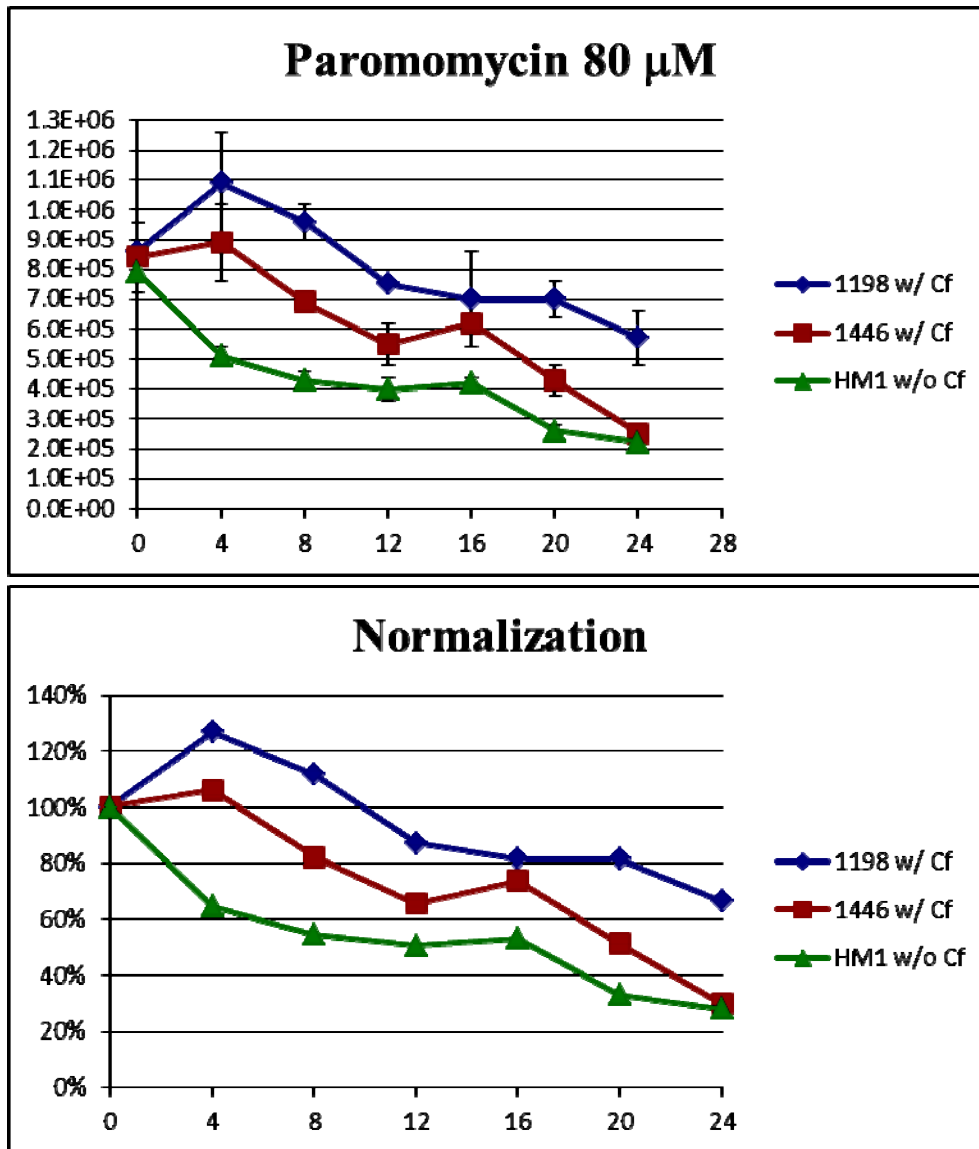 Paromomycin 80 μM
1.3E+06
1.2E+06
1.1E+06
1.0E+06
9.0E+05
8.0E+05
7.0E+05
6.0E+05
5.0E+05
4.0E+05
3.0E+05
2.0E+05
1.0E+05
0.0E+00
0 4 8 12 16 20 24 28
1198 w/ Cf
1446 w/ Cf
HM1 w/o Cf
Normalization
140%
120%
100%
80%
60%
40%
20%
0%
0 4 8 12 16 20 24
1198 w/ Cf
1446 w/ Cf
HM1 w/o Cf